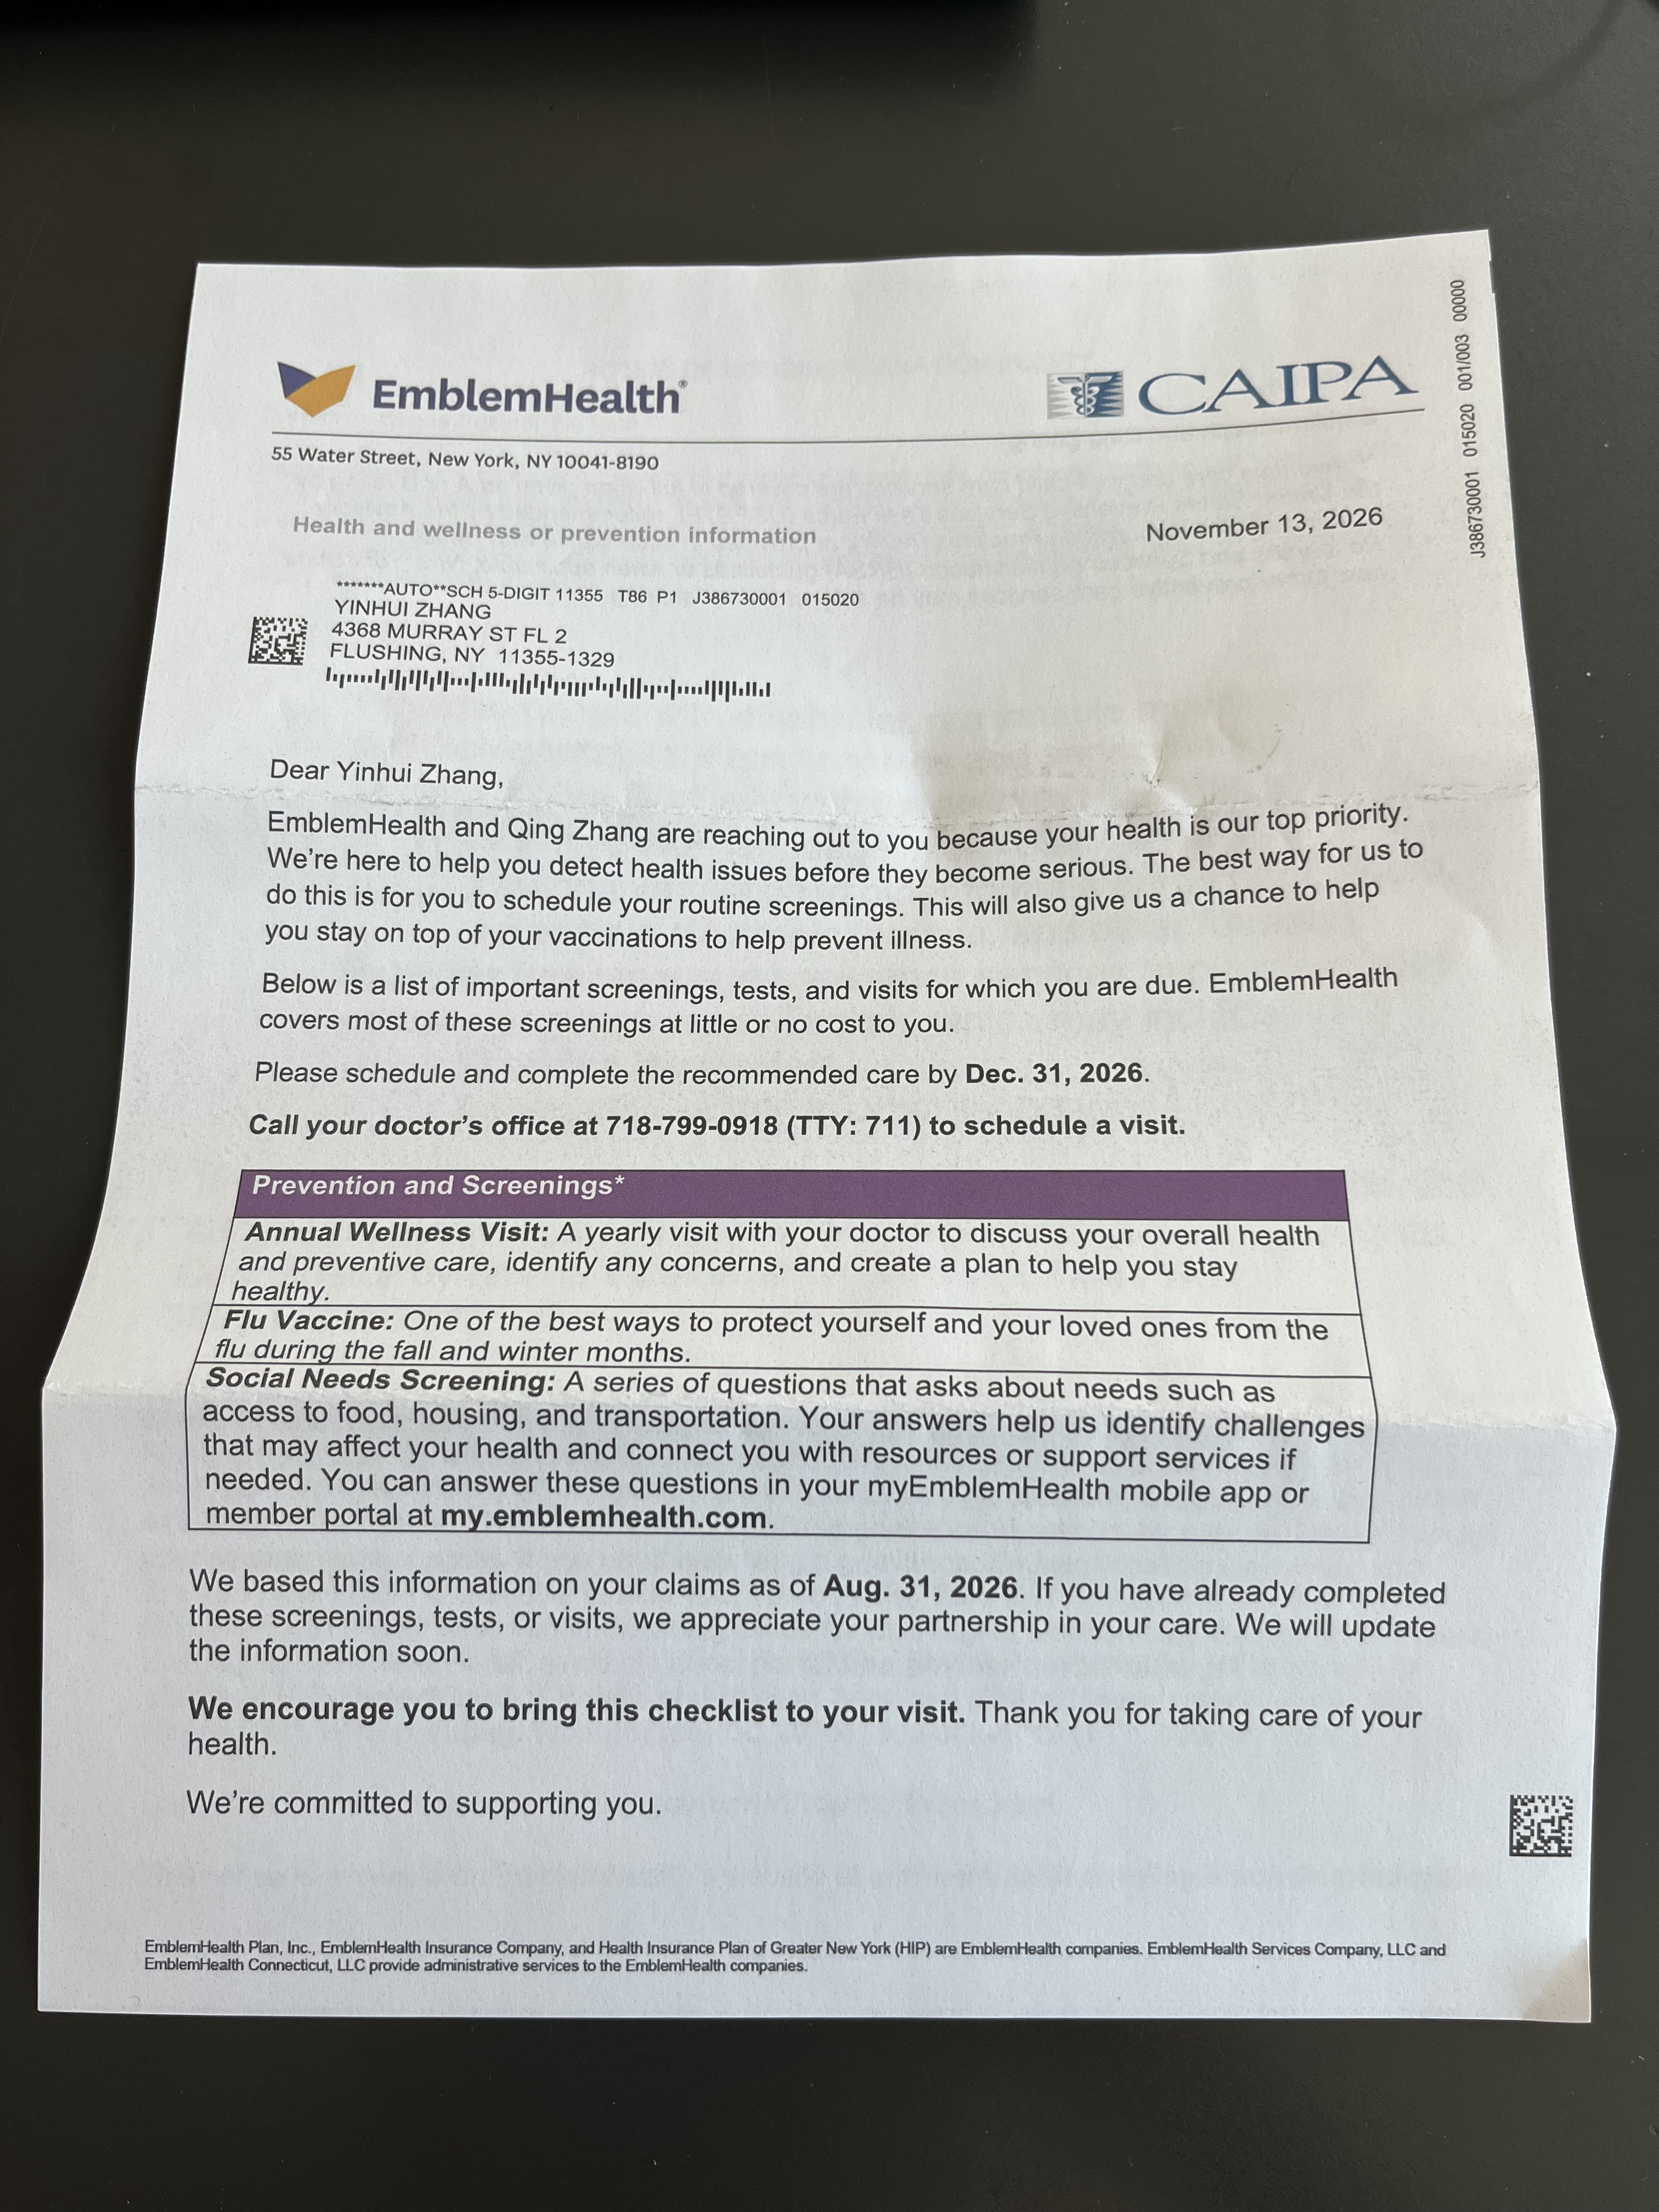 EmblemHealth®
CAIPA
55 Water Street, New York, NY 10041-8190
J386730001 015020 001/003 00000
Health and wellness or prevention information
November 13, 2026
*******AUTO**SCH 5-DIGIT 11355 T86 P1 J386730001 015020
YINHUI ZHANG
4368 MURRAY ST FL 2
FLUSHING, NY 11355-1329
Dear Yinhui Zhang,
EmblemHealth and Qing Zhang are reaching out to you because your health is our top priority.
We’re here to help you detect health issues before they become serious. The best way for us to
do this is for you to schedule your routine screenings. This will also give us a chance to help
you stay on top of your vaccinations to help prevent illness.
Below is a list of important screenings, tests, and visits for which you are due. EmblemHealth
covers most of these screenings at little or no cost to you.
Please schedule and complete the recommended care by Dec. 31, 2026.
Call your doctor’s office at 718-799-0918 (TTY: 711) to schedule a visit.
Prevention and Screenings*
Annual Wellness Visit: A yearly visit with your doctor to discuss your overall health
and preventive care, identify any concerns, and create a plan to help you stay
healthy.
Flu Vaccine: One of the best ways to protect yourself and your loved ones from the
flu during the fall and winter months.
Social Needs Screening: A series of questions that asks about needs such as
access to food, housing, and transportation. Your answers help us identify challenges
that may affect your health and connect you with resources or support services if
needed. You can answer these questions in your myEmblemHealth mobile app or
member portal at my.emblemhealth.com.
We based this information on your claims as of Aug. 31, 2026. If you have already completed
these screenings, tests, or visits, we appreciate your partnership in your care. We will update
the information soon.
We encourage you to bring this checklist to your visit. Thank you for taking care of your
health.
We’re committed to supporting you.
EmblemHealth Plan, Inc., EmblemHealth Insurance Company, and Health Insurance Plan of Greater New York (HIP) are EmblemHealth companies. EmblemHealth Services Company, LLC and
EmblemHealth Connecticut, LLC provide administrative services to the EmblemHealth companies.